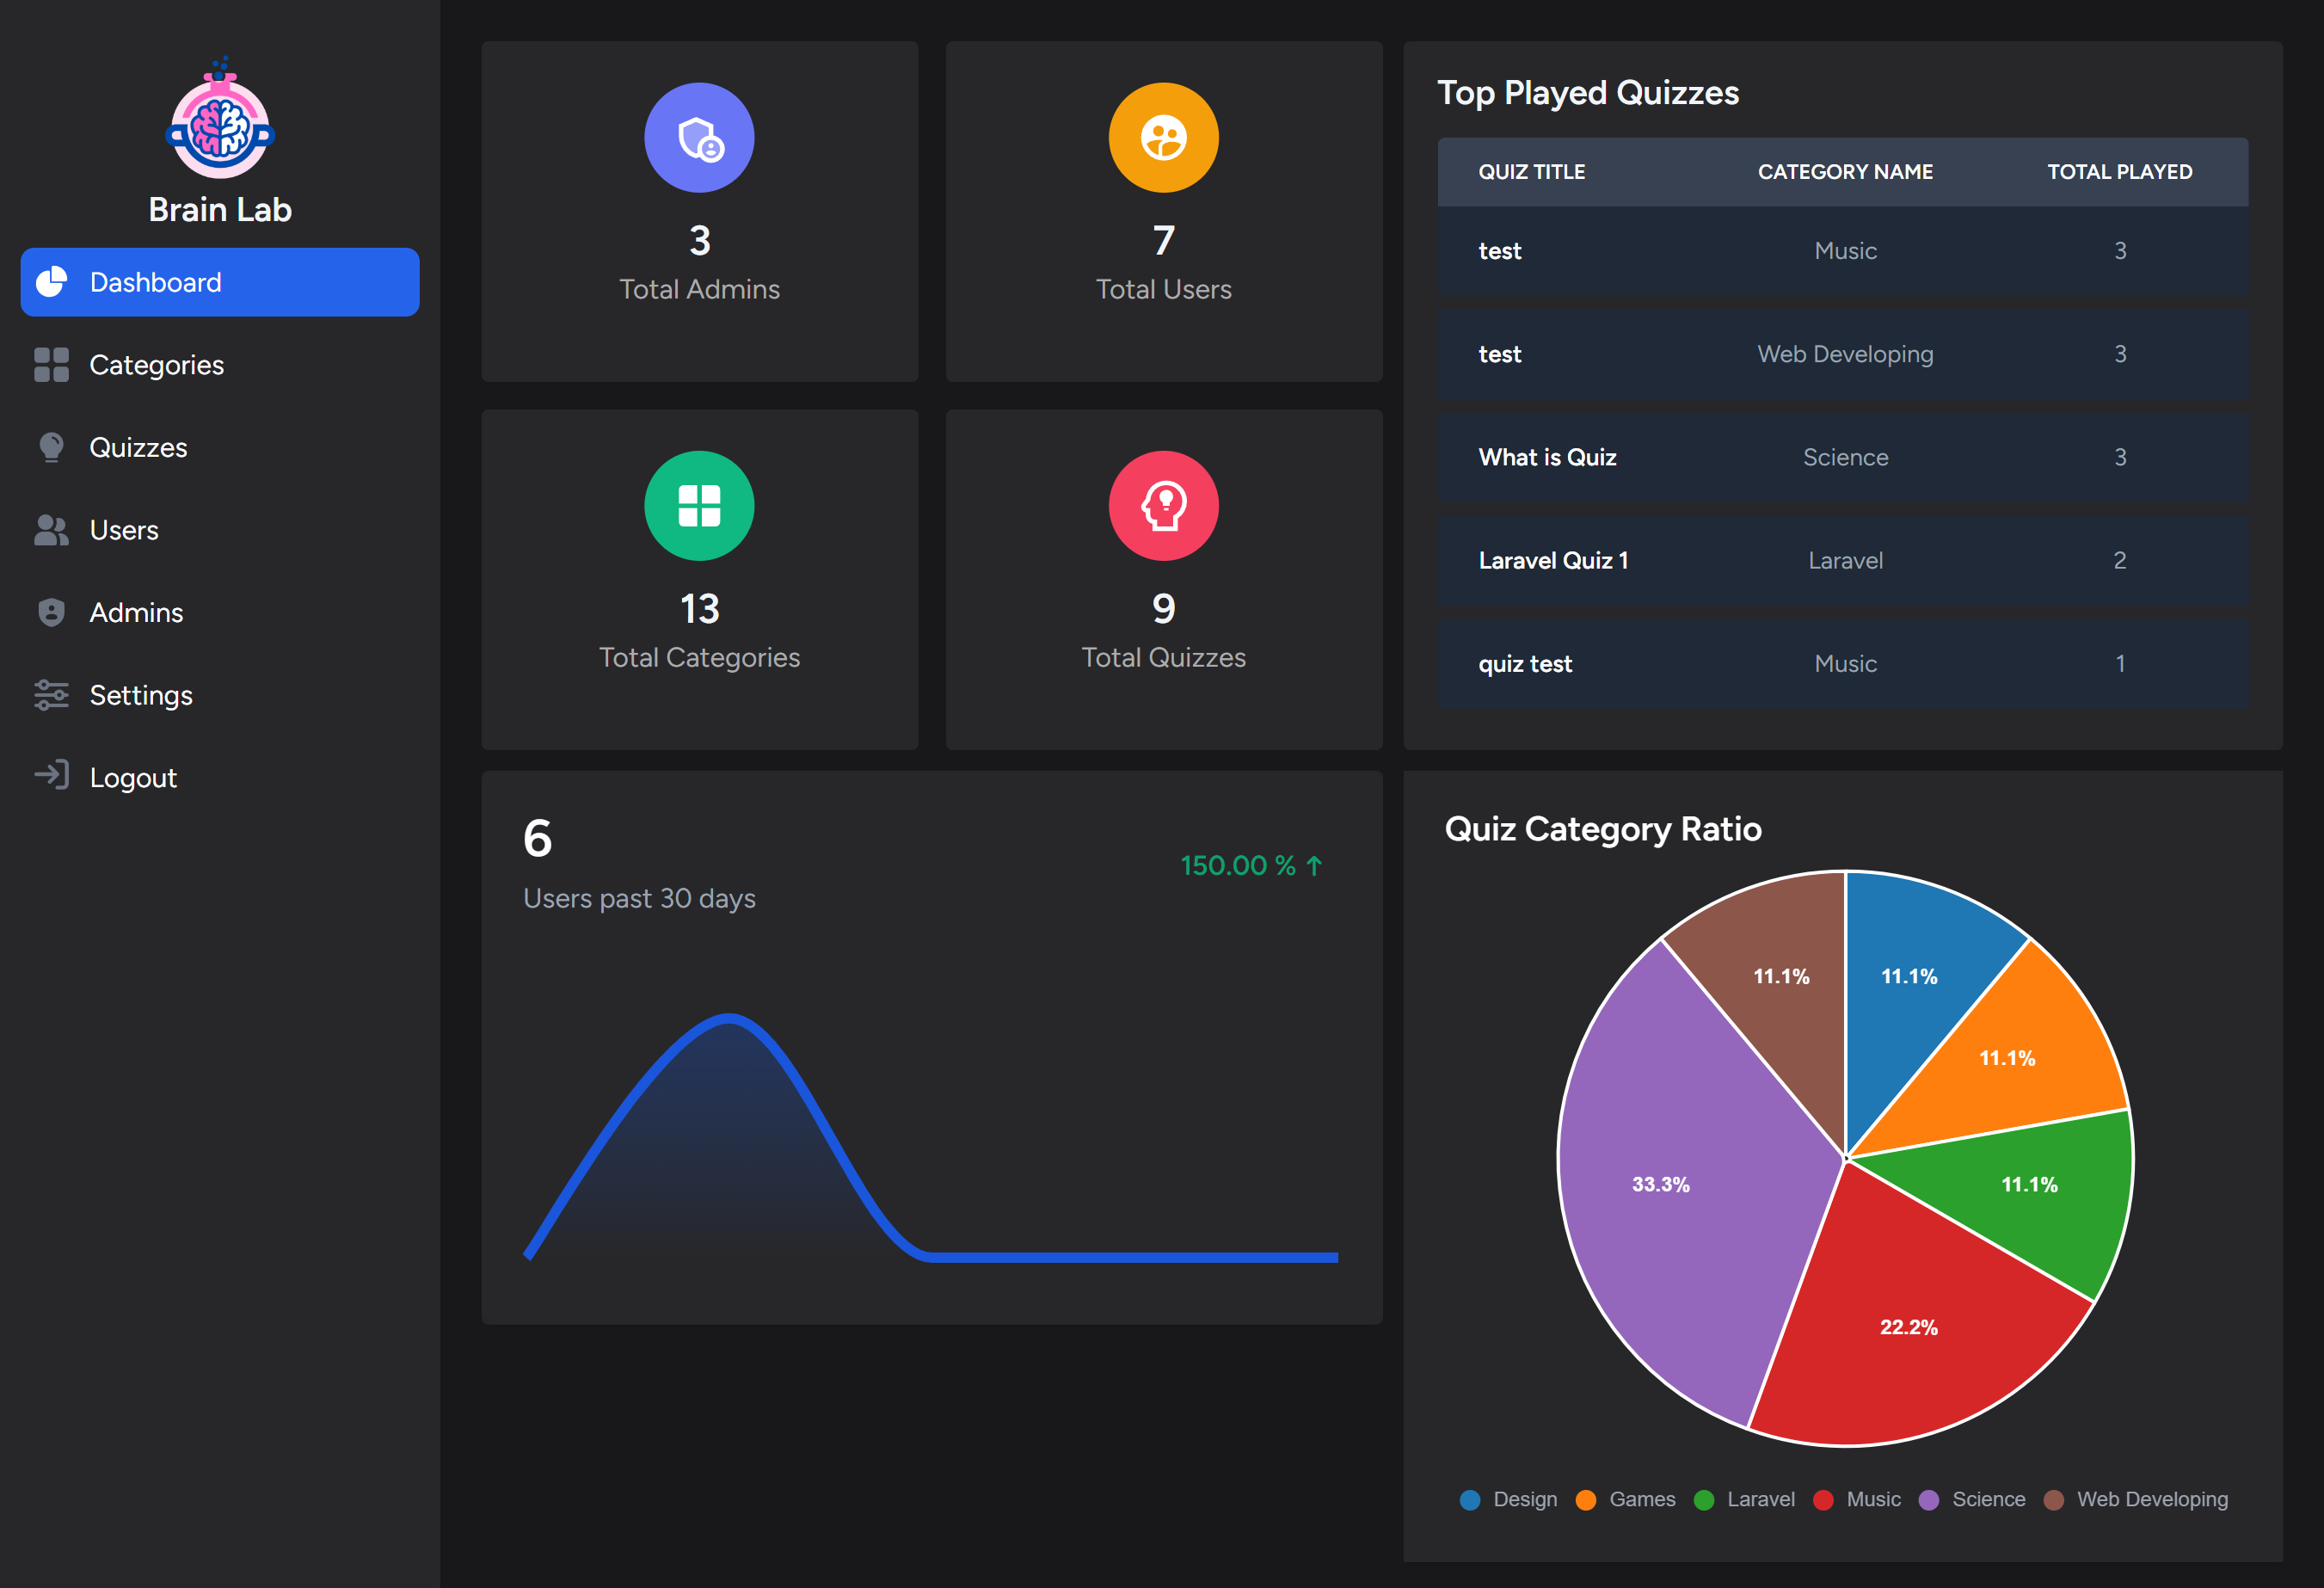 Brain Lab
Dashboard
Categories
Quizzes
Users
Admins
Settings
Logout
3
Total Admins
7
Total Users
13
Total Categories
9
Total Quizzes
Top Played Quizzes
QUIZ TITLE CATEGORY NAME TOTAL PLAYED
test Music 3
test Web Developing 3
What is Quiz Science 3
Laravel Quiz 1 Laravel 2
quiz test Music 1
6
Users past 30 days
150.00 % ↑
Quiz Category Ratio
11.1% 11.1%
11.1%
33.3% 11.1%
22.2%
Design Games Laravel Music Science Web Developing